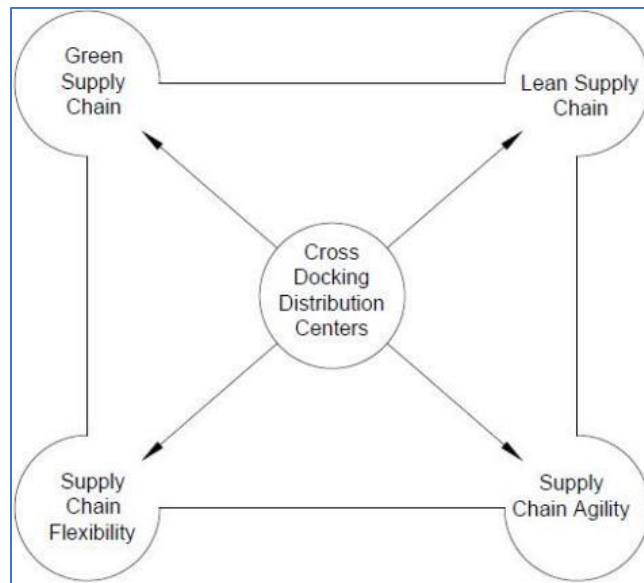 Green
Supply
Chain
Lean Supply
Chain
Cross
Docking
Distribution
Centers
Supply
Chain
Flexibility
Supply
Chain Agility